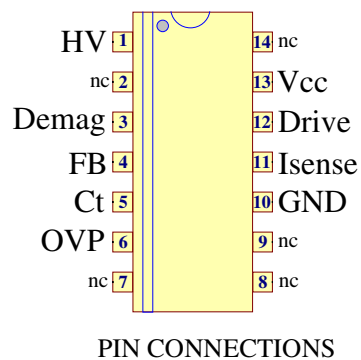 HV 1 14 nc
nc 2 13 Vcc
Demag 3 12 Drive
FB 4 11 Isense
Ct 5 10 GND
OVP 6 9 nc
nc 7 8 nc
PIN CONNECTIONS